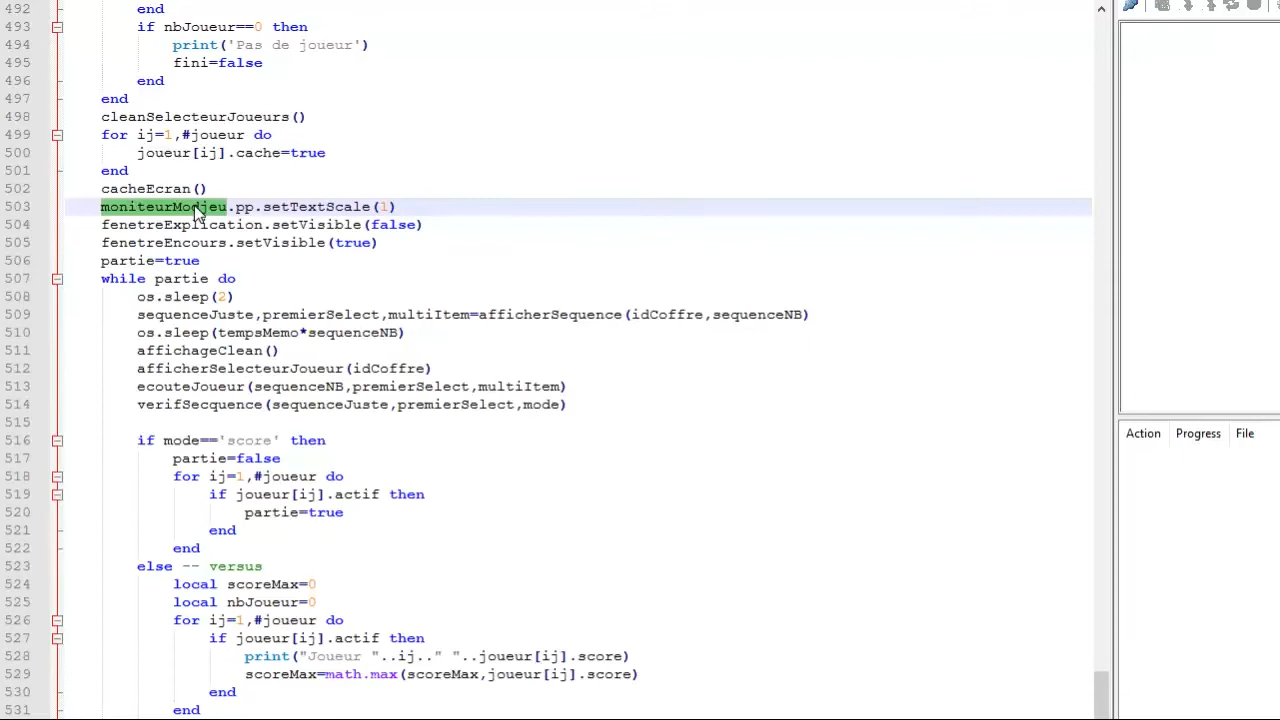 492 end
493 if nbJoueur==0 then
494 print('Pas de joueur')
495 fini=false
496 end
497 end
498 cleanSelecteurJoueurs()
499 for ij=1,#joueur do
500 joueur[ij].cache=true
501 end
502 cacheEcran()
503 moniteurModjeu.pp.setTextScale(1)
504 fenetreExplication.setVisible(false)
505 fenetreEncours.setVisible(true)
506 partie=true
507 while partie do
508 os.sleep(2)
509 sequenceJuste,premierSelect,multiItem=afficherSequence(idCoffre,sequenceNB)
510 os.sleep(tempsMemo*sequenceNB)
511 affichageClean()
512 afficherSelecteurJoueur(idCoffre)
513 ecouteJoueur(sequenceNB,premierSelect,multiItem)
514 verifSecquence(sequenceJuste,premierSelect,mode)
515
516 if mode=='score' then
517 partie=false
518 for ij=1,#joueur do
519 if joueur[ij].actif then
520 partie=true
521 end
522 end
523 else -- versus
524 local scoreMax=0
525 local nbJoueur=0
526 for ij=1,#joueur do
527 if joueur[ij].actif then
528 print("Joueur "..ij.." "..joueur[ij].score)
529 scoreMax=math.max(scoreMax,joueur[ij].score)
530 end
531 end
Action Progress File